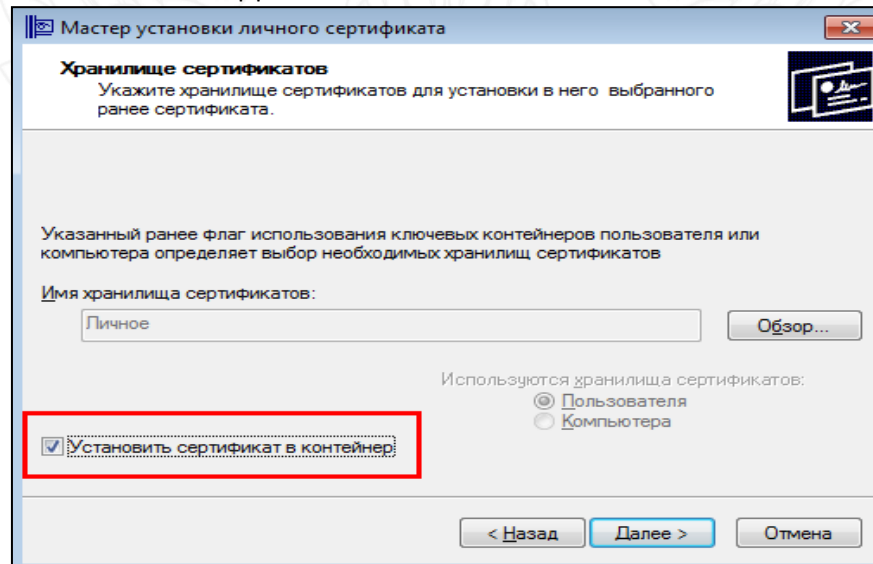 Мастер установки личного сертификата
Хранилище сертификатов
Укажите хранилище сертификатов для установки в него выбранного
ранее сертификата.
Указанный ранее флаг использования ключевых контейнеров пользователя или
компьютера определяет выбор необходимых хранилищ сертификатов
Имя хранилища сертификатов:
Личное
Обзор...
Используются хранилища сертификатов:
Пользователя
Компьютера
Установить сертификат в контейнер
< Назад Далее > Отмена